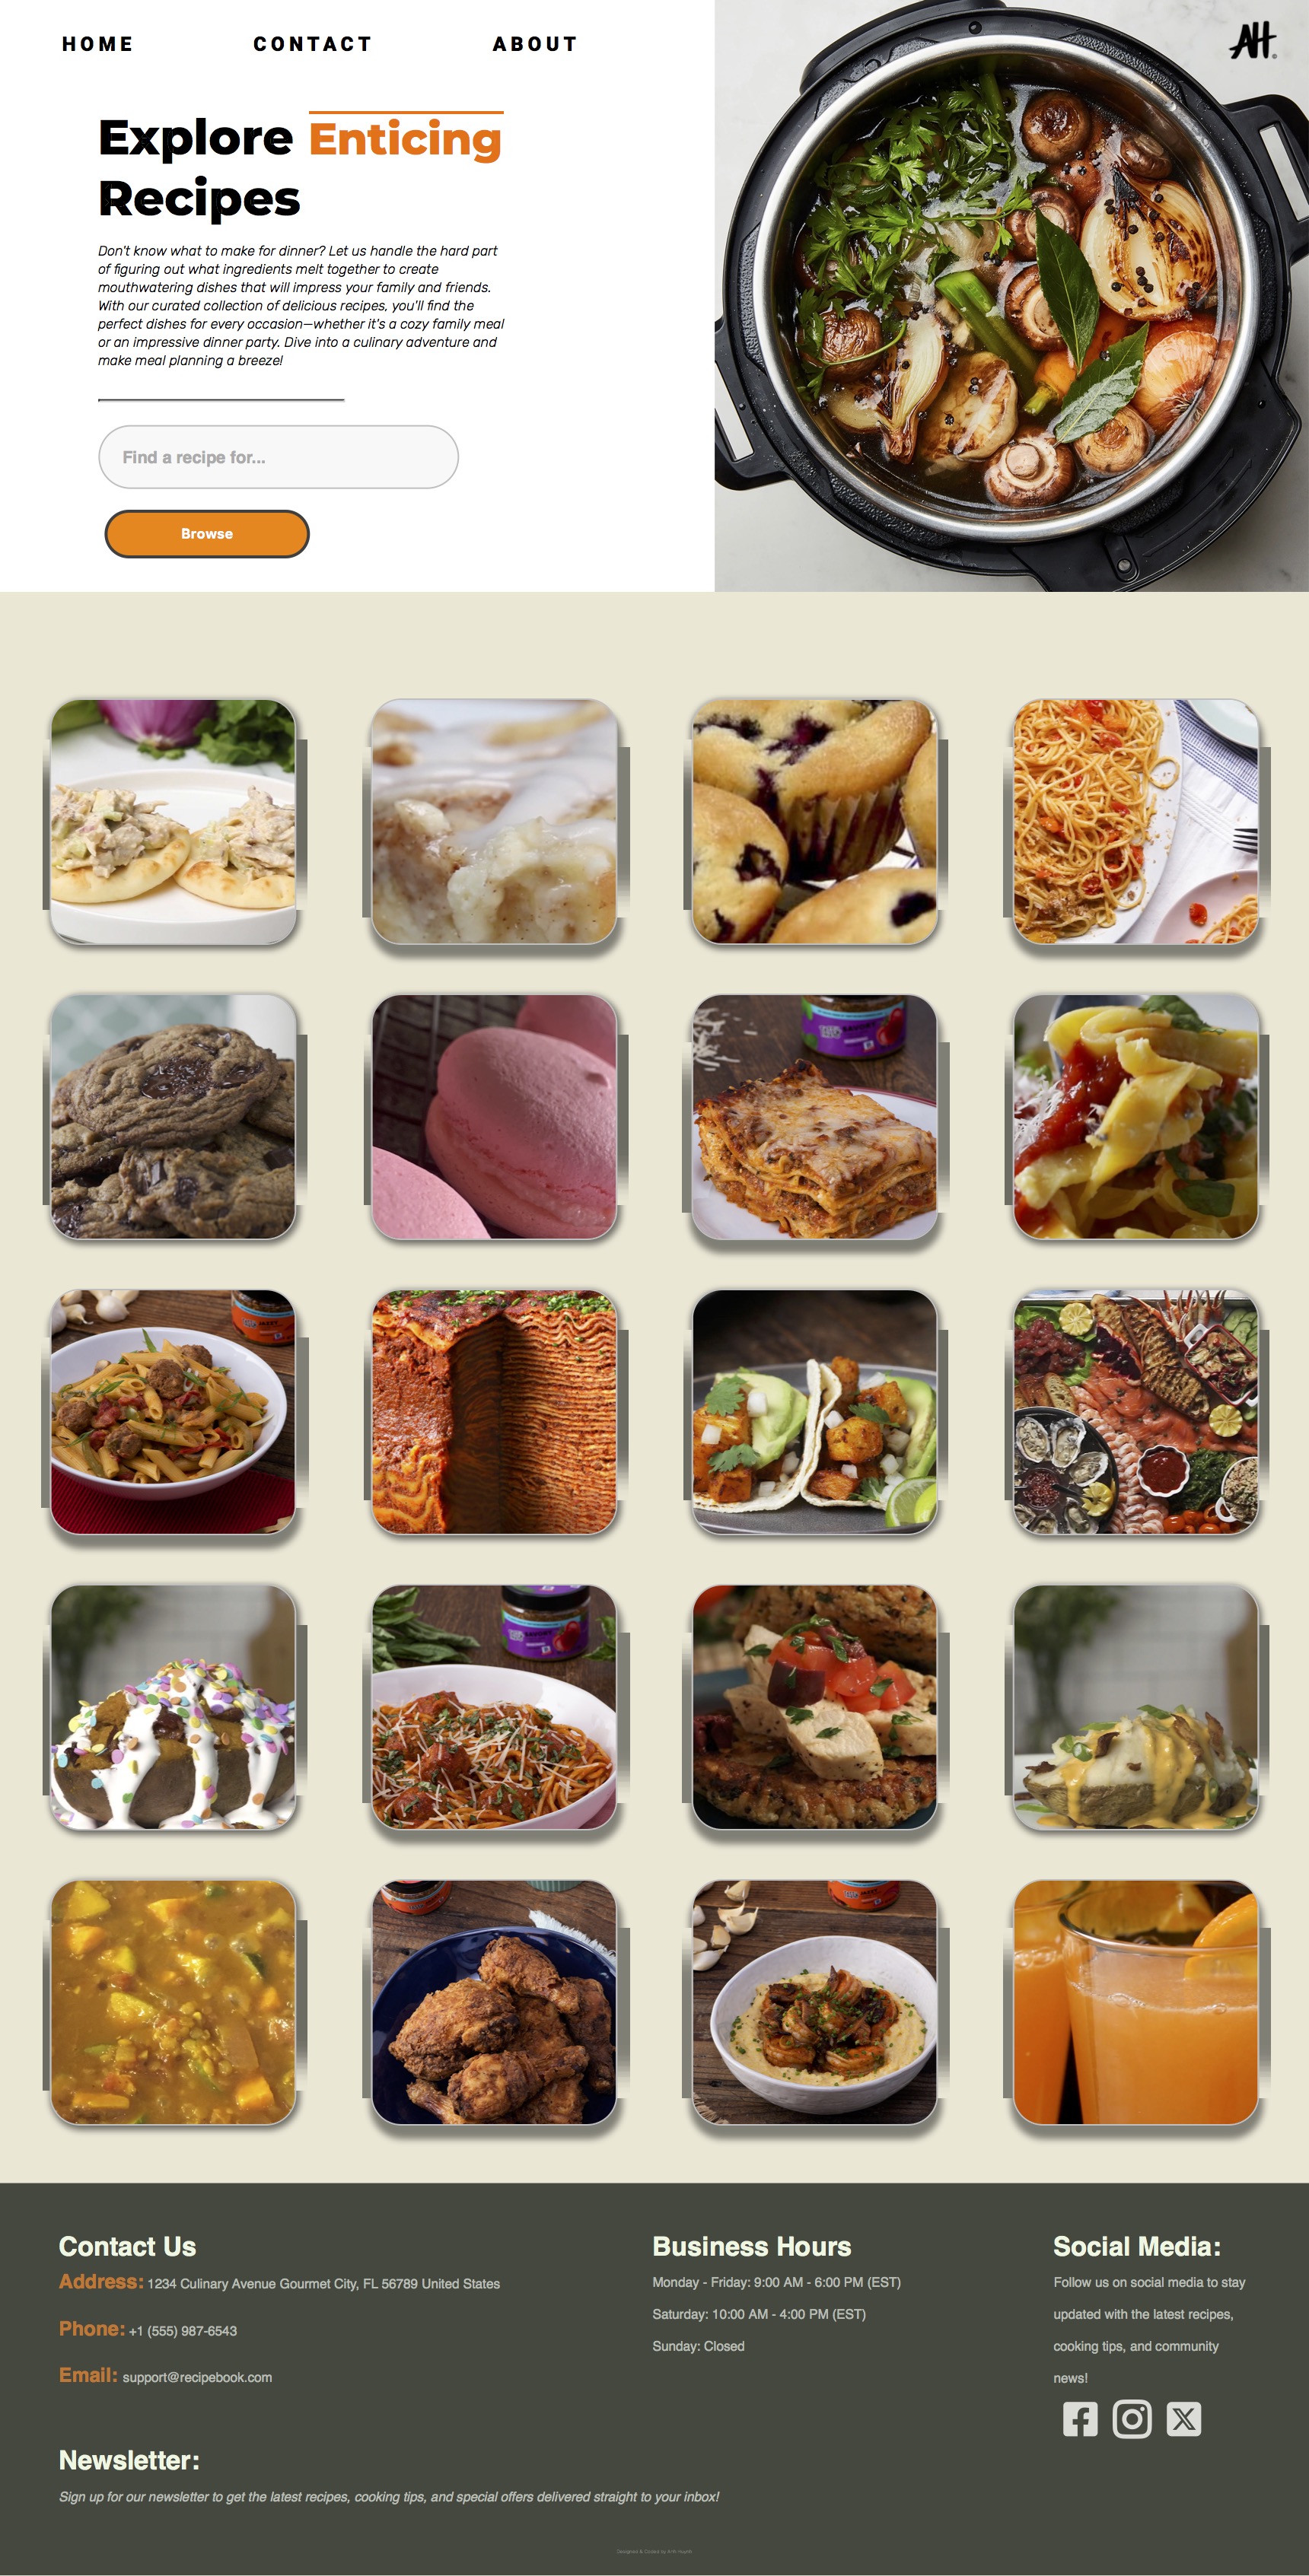 HOME CONTACT ABOUT
AH
Explore Enticing
Recipes
Don't know what to make for dinner? Let us handle the hard part
of figuring out what ingredients melt together to create
mouthwatering dishes that will impress your family and friends.
With our curated collection of delicious recipes, you'll find the
perfect dishes for every occasion—whether it's a cozy family meal
or an impressive dinner party. Dive into a culinary adventure and
make meal planning a breeze!
Find a recipe for...
Browse
Contact Us
Address: 1234 Culinary Avenue Gourmet City, FL 56789 United States
Phone: +1 (555) 987-6543
Email: support@recipebook.com
Business Hours
Monday - Friday: 9:00 AM - 6:00 PM (EST)
Saturday: 10:00 AM - 4:00 PM (EST)
Sunday: Closed
Social Media:
Follow us on social media to stay
updated with the latest recipes,
cooking tips, and community
news!
Newsletter:
Sign up for our newsletter to get the latest recipes, cooking tips, and special offers delivered straight to your inbox!
Designed & Coded by